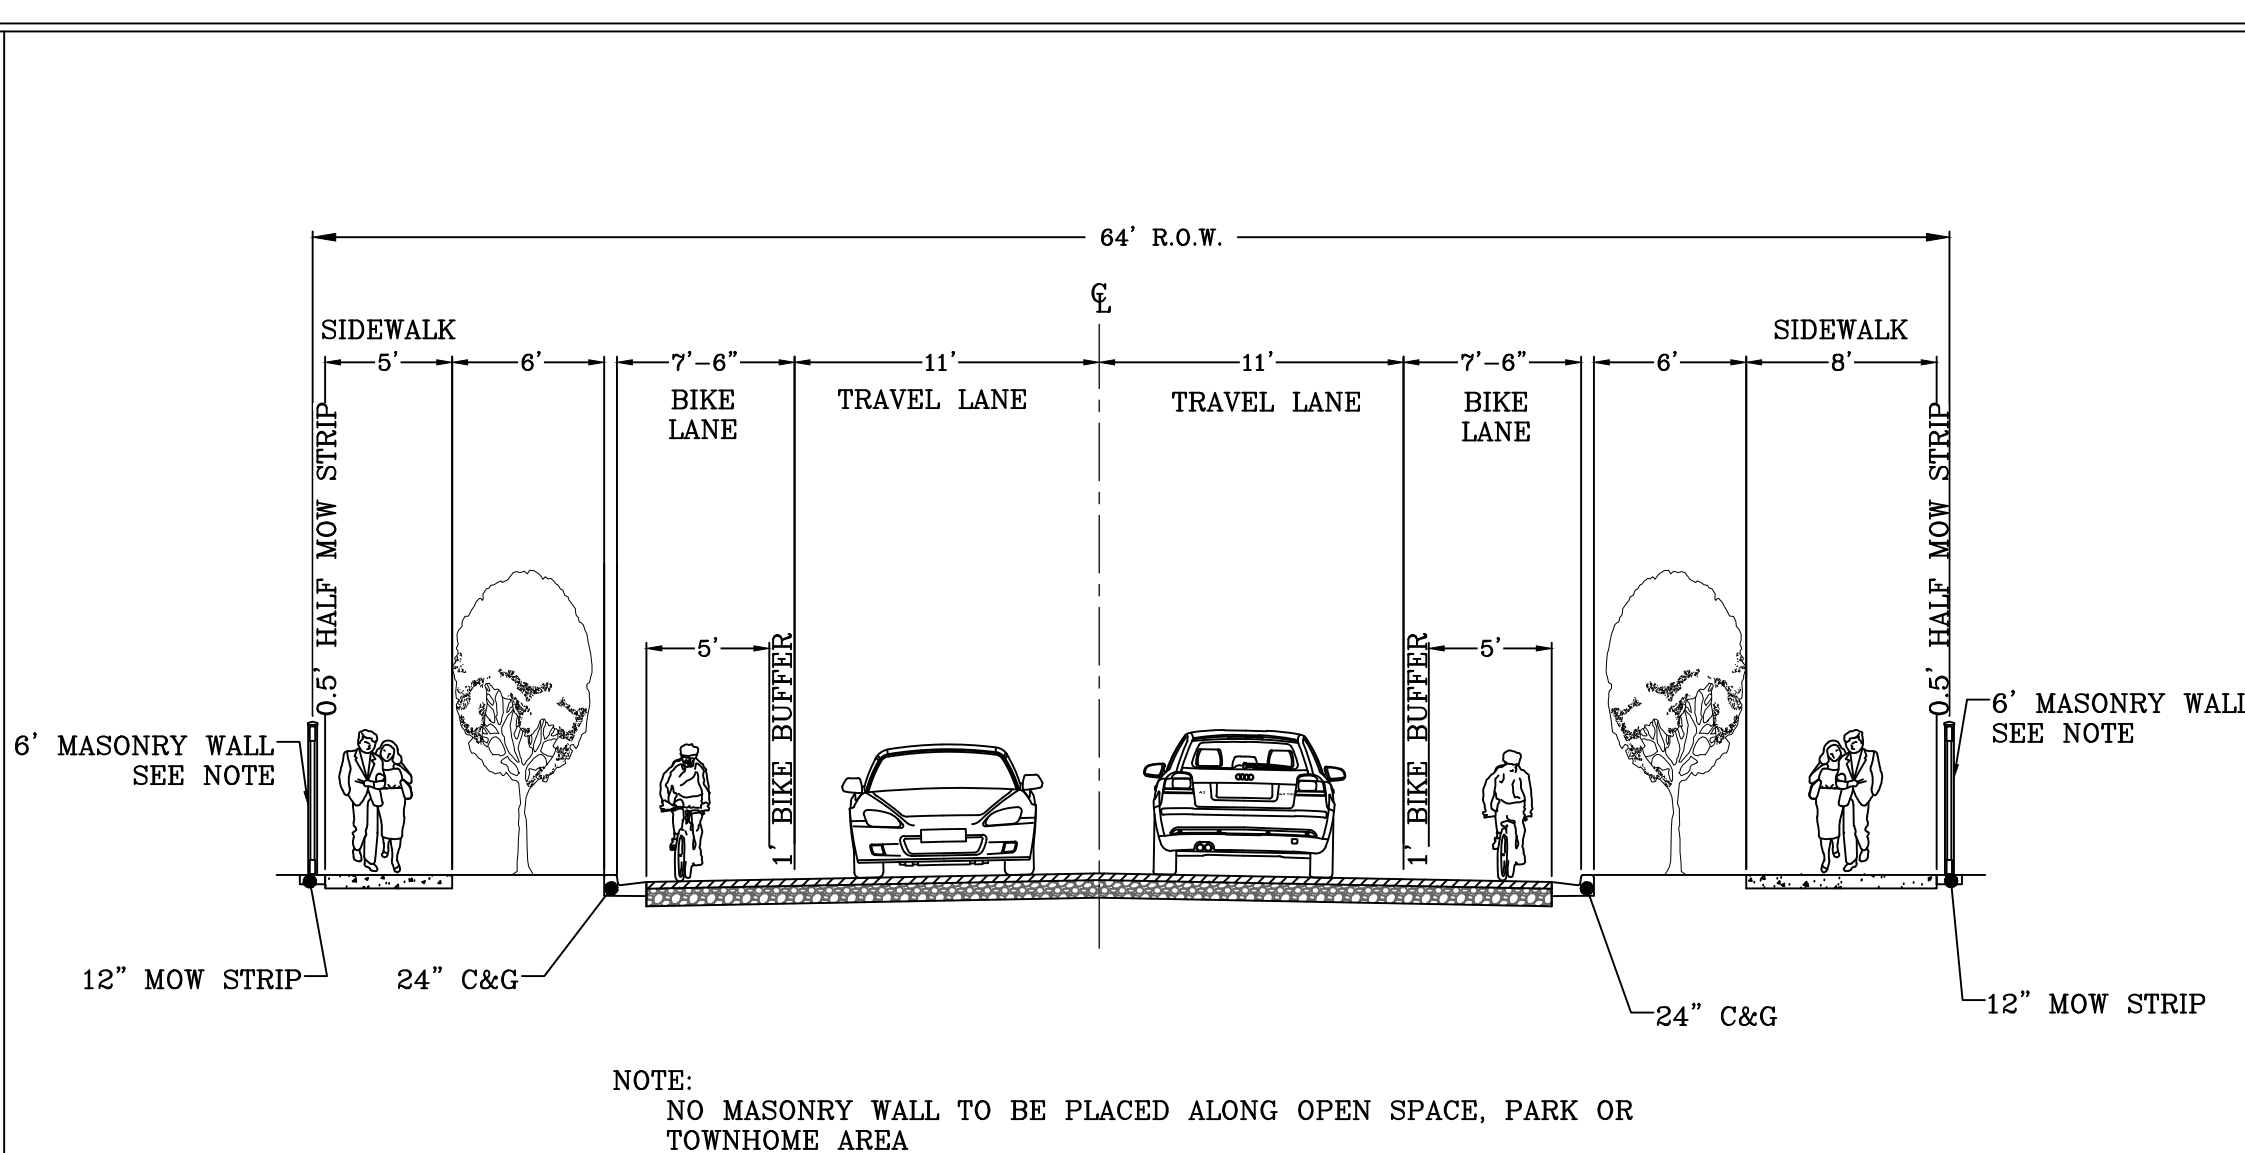 64' R.O.W.
CL
SIDEWALK
SIDEWALK
5'
6'
7'-6"
11'
11'
7'-6"
6'
8'
BIKE
LANE
TRAVEL LANE
TRAVEL LANE
BIKE
LANE
0.5' HALF MOW STRIP
0.5' HALF MOW STRIP
5'
1' BIKE BUFFER
1' BIKE BUFFER
5'
6' MASONRY WALL
SEE NOTE
6' MASONRY WALL
SEE NOTE
12" MOW STRIP
24" C&G
24" C&G
12" MOW STRIP
NOTE:
NO MASONRY WALL TO BE PLACED ALONG OPEN SPACE, PARK OR
TOWNHOME AREA